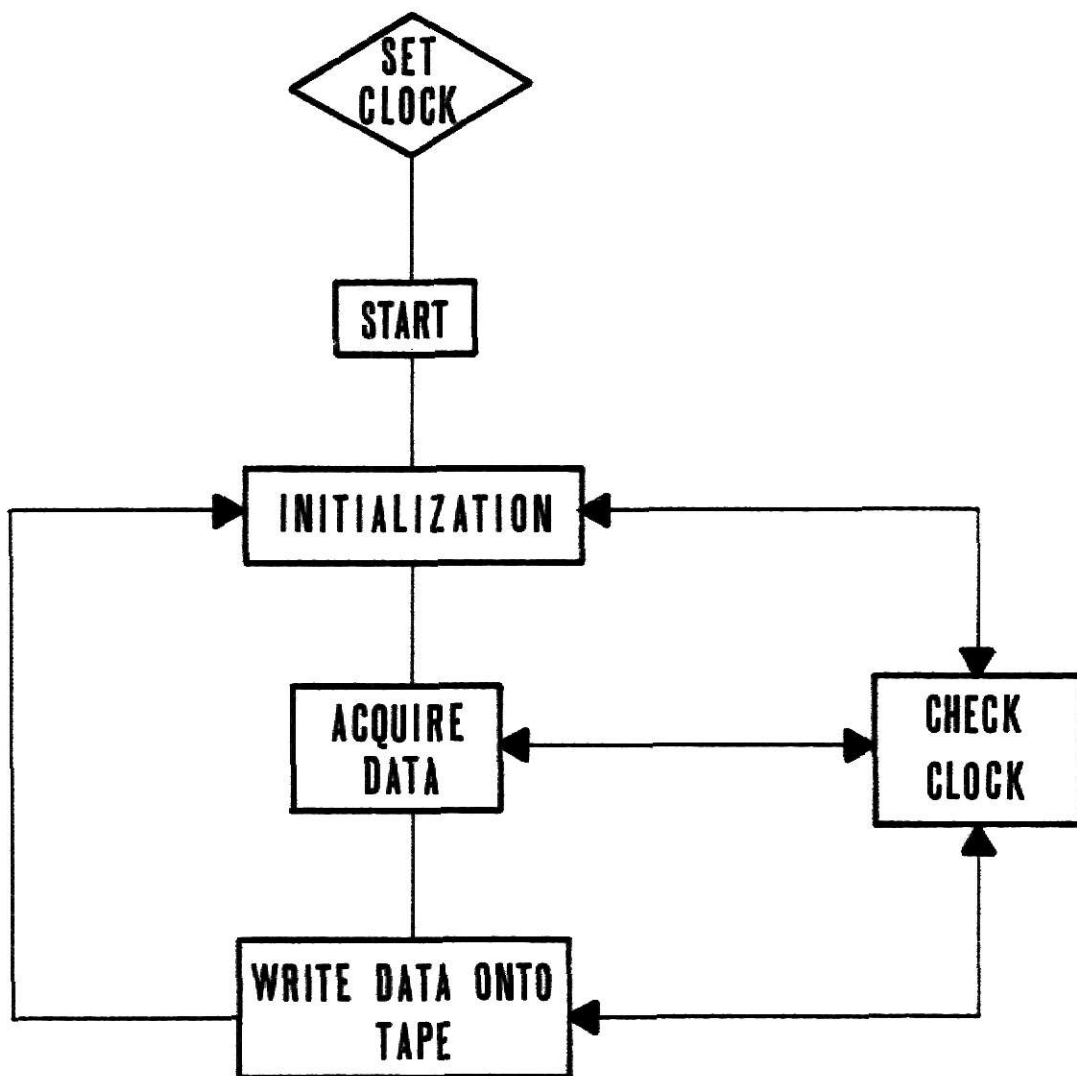 SET
CLOCK
START
INITIALIZATION
ACQUIRE
DATA
CHECK
CLOCK
WRITE DATA ONTO
TAPE